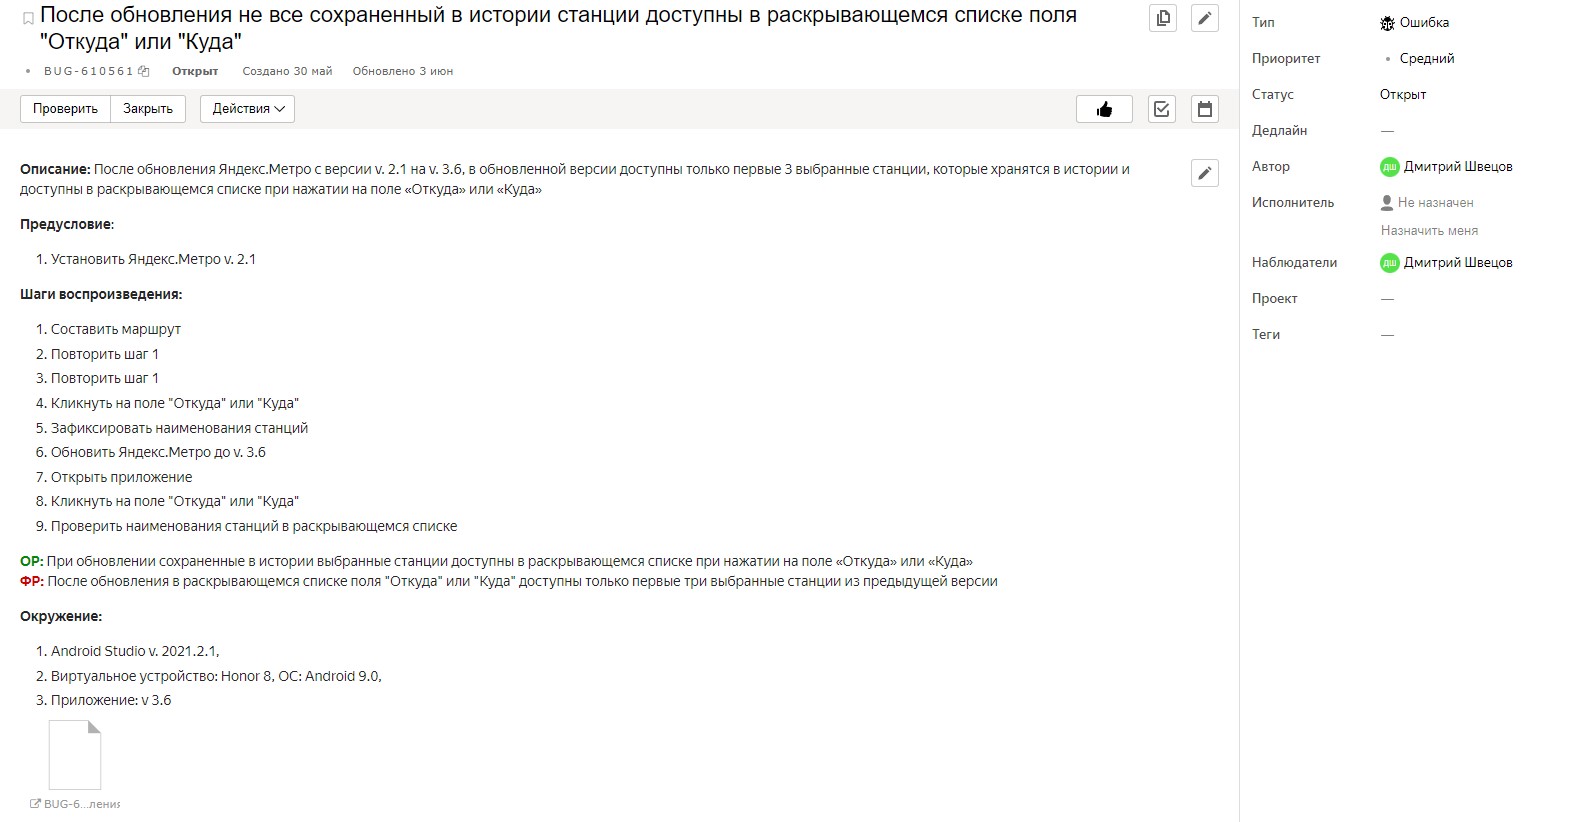 После обновления не все сохраненный в истории станции доступны в раскрывающемся списке поля
"Откуда" или "Куда"
BUG-610561 Открыт Создано 30 май Обновлено 3 июн
Проверить Закрыть Действия
Описание: После обновления Яндекс.Метро с версии v. 2.1 на v. 3.6, в обновленной версии доступны только первые 3 выбранные станции, которые хранятся в истории и
доступны в раскрывающемся списке при нажатии на поле «Откуда» или «Куда»
Предусловие:
1. Установить Яндекс.Метро v. 2.1
Шаги воспроизведения:
1. Составить маршрут
2. Повторить шаг 1
3. Повторить шаг 1
4. Кликнуть на поле "Откуда" или "Куда"
5. Зафиксировать наименования станций
6. Обновить Яндекс.Метро до v. 3.6
7. Открыть приложение
8. Кликнуть на поле "Откуда" или "Куда"
9. Проверить наименования станций в раскрывающемся списке
ОР: При обновлении сохраненные в истории выбранные станции доступны в раскрывающемся списке при нажатии на поле «Откуда» или «Куда»
ФР: После обновления в раскрывающемся списке поля "Откуда" или "Куда" доступны только первые три выбранные станции из предыдущей версии
Окружение:
1. Android Studio v. 2021.2.1,
2. Виртуальное устройство: Honor 8, ОС: Android 9.0,
3. Приложение: v 3.6
BUG-6...ления
Тип Ошибка
Приоритет Средний
Статус Открыт
Дедлайн —
Автор ДШ Дмитрий Швецов
Исполнитель Не назначен
Назначить меня
Наблюдатели ДШ Дмитрий Швецов
Проект —
Теги —